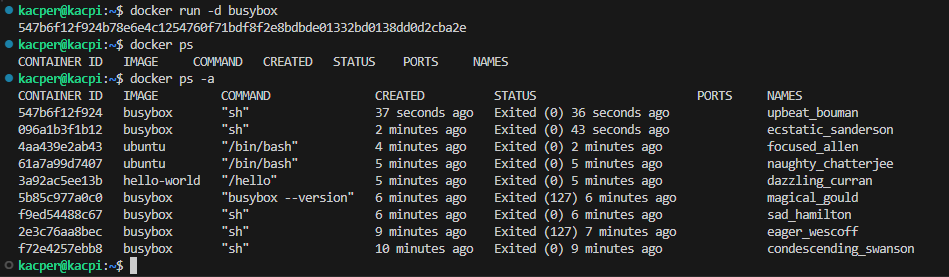 kacper@kacpi:~$ docker run -d busybox
547b6f12f924b78e6e4c1254760f71bdf8f2e8bdbde01332bd0138dd0d2cba2e
kacper@kacpi:~$ docker ps
CONTAINER ID   IMAGE     COMMAND   CREATED   STATUS    PORTS     NAMES
kacper@kacpi:~$ docker ps -a
CONTAINER ID   IMAGE         COMMAND               CREATED          STATUS                       PORTS     NAMES
547b6f12f924   busybox       "sh"                  37 seconds ago   Exited (0) 36 seconds ago              upbeat_bouman
096a1b3f1b12   busybox       "sh"                  2 minutes ago    Exited (0) 43 seconds ago              ecstatic_sanderson
4aa439e2ab43   ubuntu        "/bin/bash"           4 minutes ago    Exited (0) 2 minutes ago               focused_allen
61a7a99d7407   ubuntu        "/bin/bash"           5 minutes ago    Exited (0) 5 minutes ago               naughty_chatterjee
3a92ac5ee13b   hello-world   "/hello"              5 minutes ago    Exited (0) 5 minutes ago               dazzling_curran
5b85c977a0c0   busybox       "busybox --version"   6 minutes ago    Exited (127) 6 minutes ago             magical_gould
f9ed54488c67   busybox       "sh"                  6 minutes ago    Exited (0) 6 minutes ago               sad_hamilton
2e3c76aa8bec   busybox       "sh"                  9 minutes ago    Exited (127) 7 minutes ago             eager_wescoff
f72e4257ebb8   busybox       "sh"                  10 minutes ago   Exited (0) 9 minutes ago               condescending_swanson
kacper@kacpi:~$